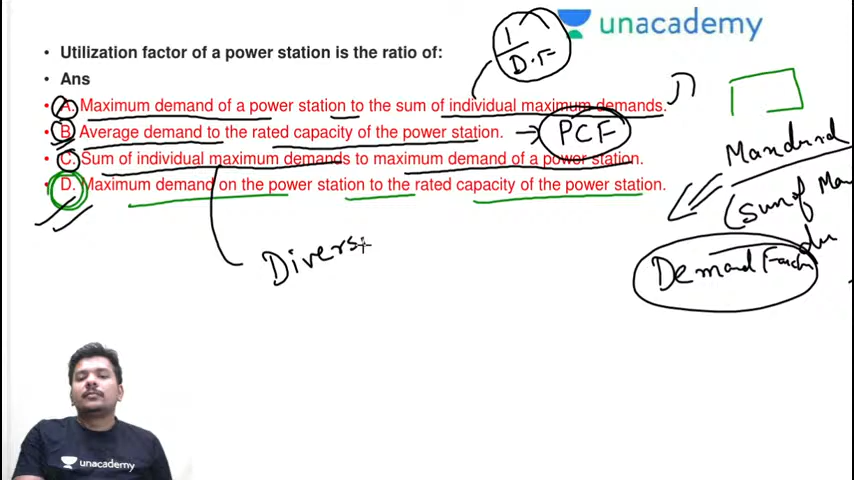 unacademy
• Utilization factor of a power station is the ratio of:
• Ans
• A. Maximum demand of a power station to the sum of individual maximum demands.
• B. Average demand to the rated capacity of the power station.
• C. Sum of individual maximum demands to maximum demand of a power station.
• D. Maximum demand on the power station to the rated capacity of the power station.
1
D.F
PCF
(Sum of
Demand Factor
Divers
unacademy